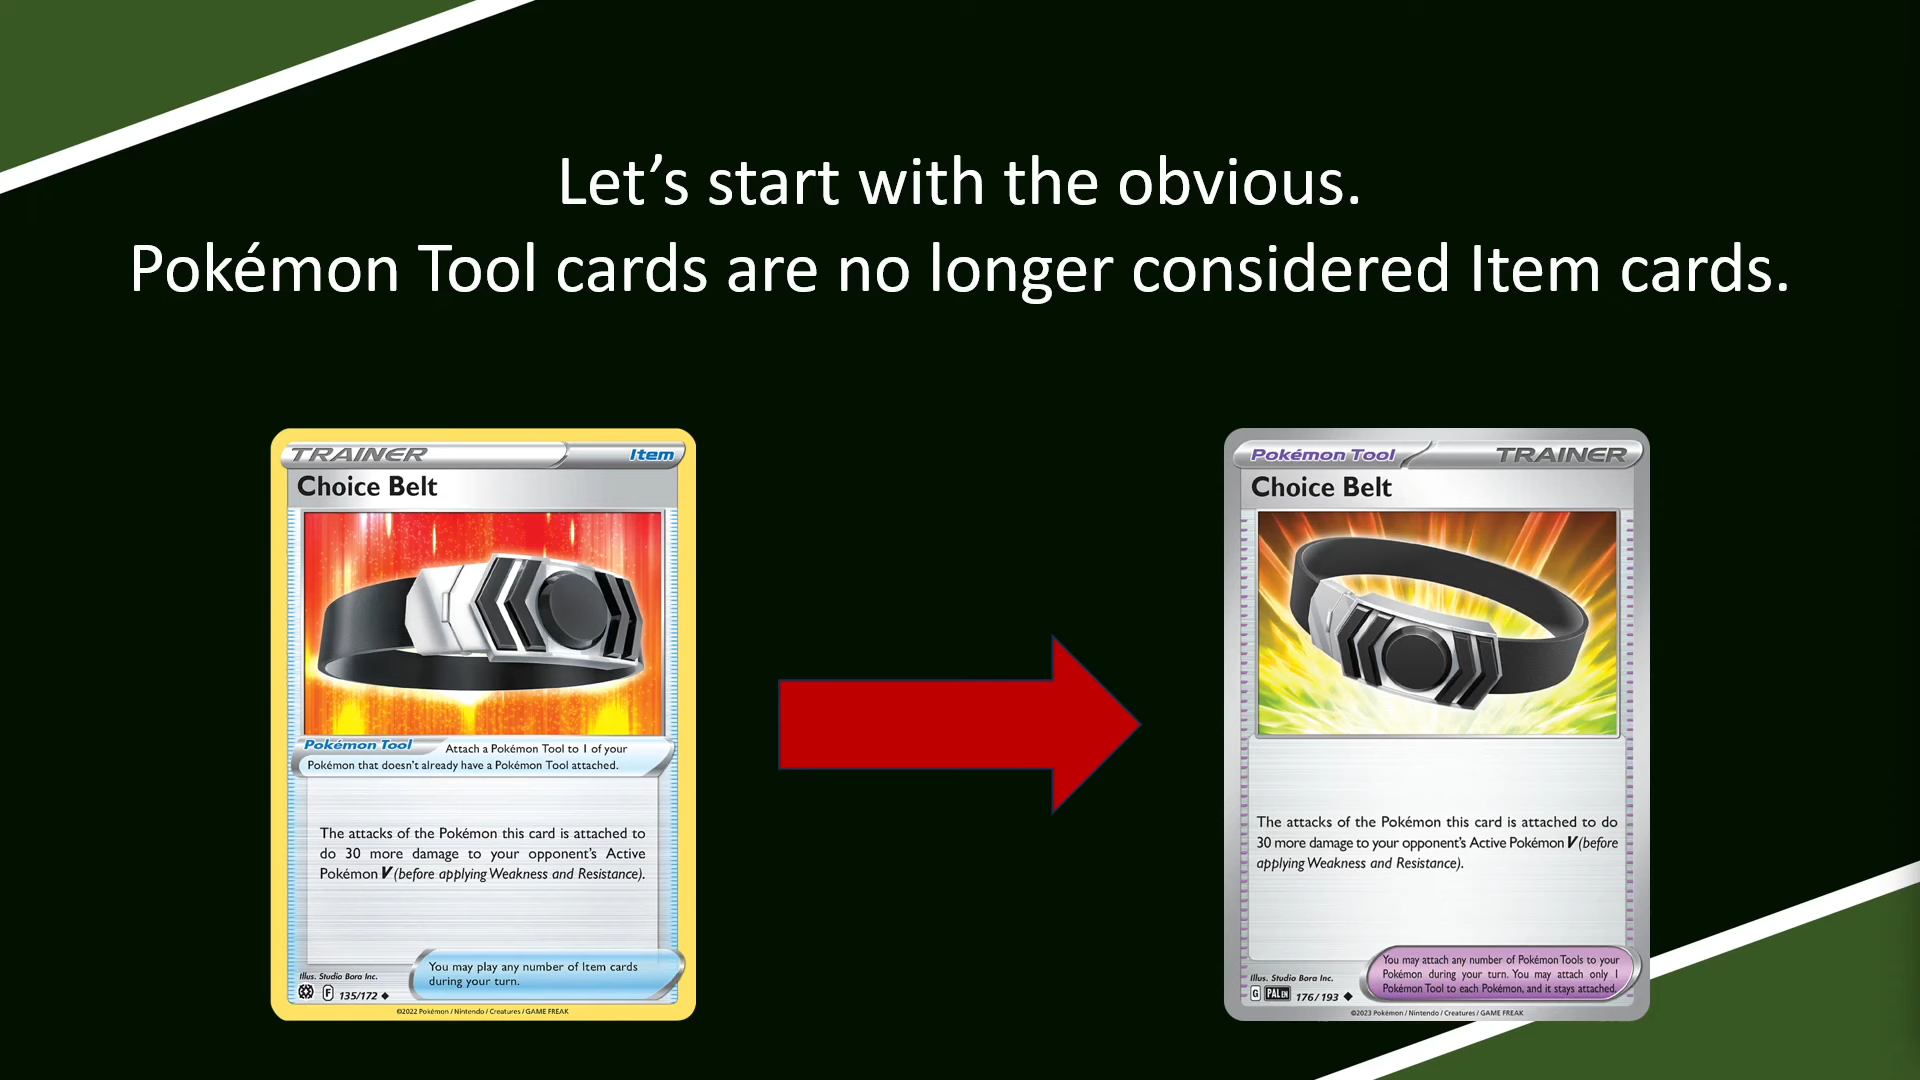 Let’s start with the obvious.
Pokémon Tool cards are no longer considered Item cards.
TRAINER Item
Choice Belt
Pokémon Tool Attach a Pokémon Tool to 1 of your
Pokémon that doesn't already have a Pokémon Tool attached.
The attacks of the Pokémon this card is attached to
do 30 more damage to your opponent's Active
Pokémon V (before applying Weakness and Resistance).
You may play any number of Item cards
during your turn.
Illus. Studio Bora Inc.
F 135/172
©2022 Pokémon / Nintendo / Creatures / GAME FREAK
Pokémon Tool TRAINER
Choice Belt
The attacks of the Pokémon this card is attached to do
30 more damage to your opponent's Active Pokémon V (before
applying Weakness and Resistance).
You may attach any number of Pokémon Tools to your
Pokémon during your turn. You may attach only 1
Pokémon Tool to each Pokémon, and it stays attached.
Illus. Studio Bora Inc.
G PAL EN 176/193
©2023 Pokémon / Nintendo / Creatures / GAME FREAK